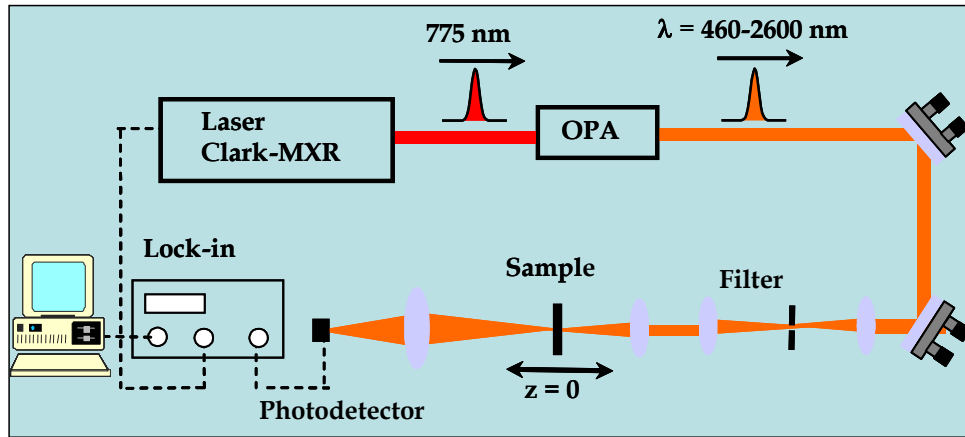 775 nm
λ = 460-2600 nm
Laser
Clark-MXR
OPA
Lock-in
Sample
Filter
z = 0
Photodetector